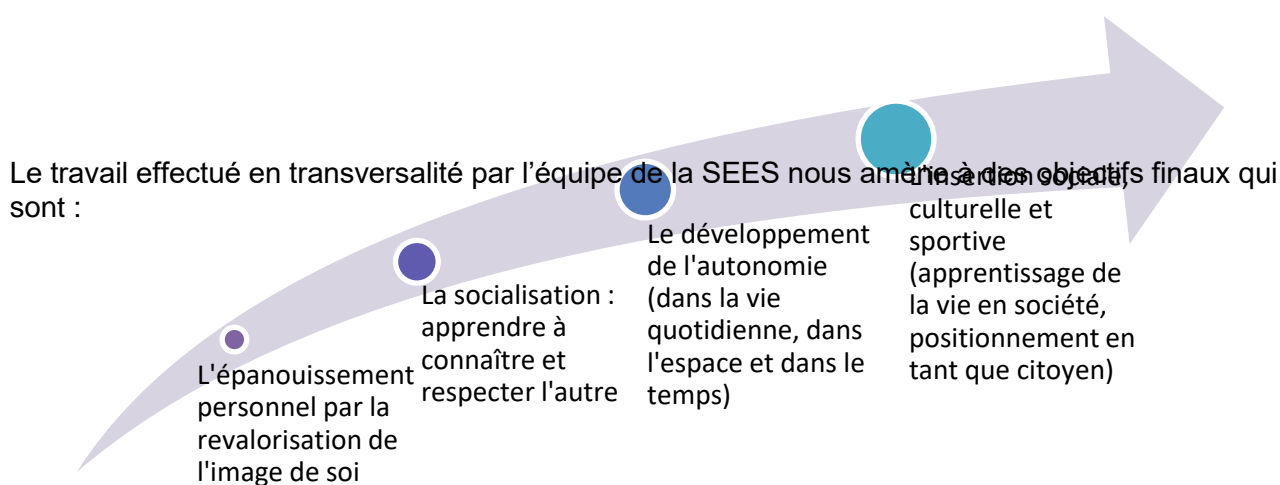 Le travail effectué en transversalité par l’équipe de la SEES nous amène à des objectifs finaux qui
sont :
L'épanouissement
personnel par la
revalorisation de
l'image de soi
La socialisation :
apprendre à
connaître et
respecter l'autre
Le développement
de l'autonomie
(dans la vie
quotidienne, dans
l'espace et dans le
temps)
L'insertion sociale,
culturelle et
sportive
(apprentissage de
la vie en société,
positionnement en
tant que citoyen)